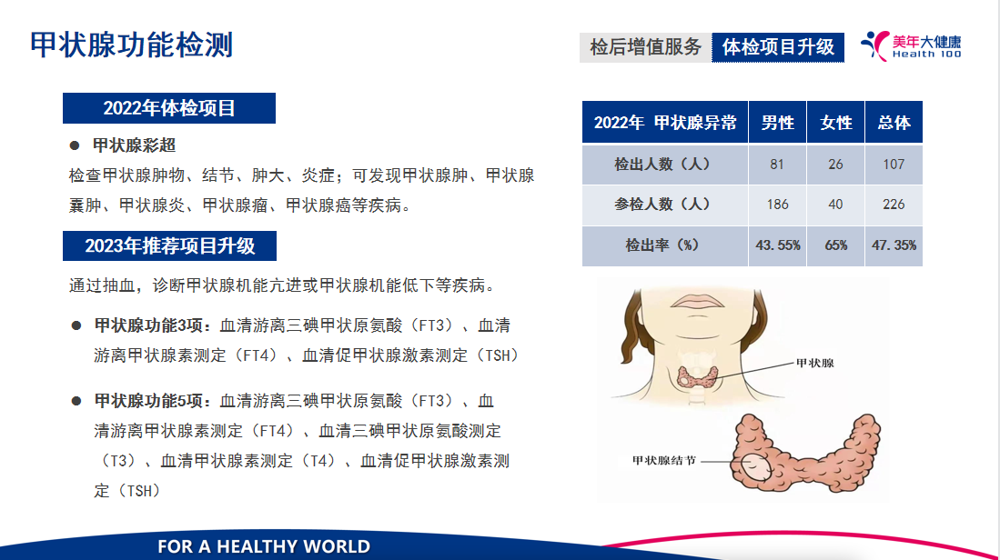 甲状腺功能检测
检后增值服务 体检项目升级
美年大健康
Health 100
2022年体检项目
● 甲状腺彩超
检查甲状腺肿物、结节、肿大、炎症；可发现甲状腺肿、甲状腺
囊肿、甲状腺炎、甲状腺瘤、甲状腺癌等疾病。
2023年推荐项目升级
通过抽血，诊断甲状腺机能亢进或甲状腺机能低下等疾病。
● 甲状腺功能3项：血清游离三碘甲状原氨酸（FT3）、血清
游离甲状腺素测定（FT4）、血清促甲状腺激素测定（TSH）
● 甲状腺功能5项：血清游离三碘甲状原氨酸（FT3）、血
清游离甲状腺素测定（FT4）、血清三碘甲状原氨酸测定
（T3）、血清甲状腺素测定（T4）、血清促甲状腺激素测
定（TSH）
2022年 甲状腺异常 男性 女性 总体
检出人数（人） 81 26 107
参检人数（人） 186 40 226
检出率（%） 43.55% 65% 47.35%
甲状腺
甲状腺结节
FOR A HEALTHY WORLD